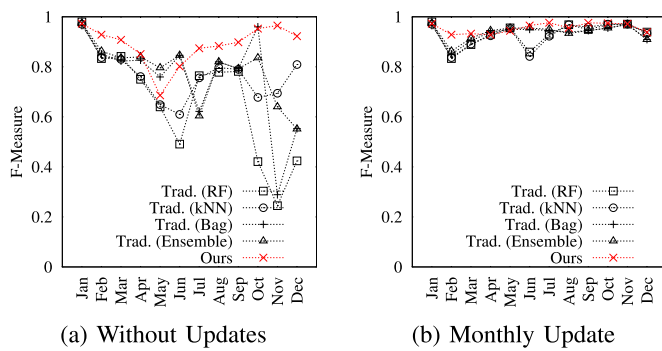 1
0.8
0.6
0.4
0.2
0
F-Measure
Trad. (RF)
Trad. (kNN)
Trad. (Bag)
Trad. (Ensemble)
Ours
Jan
Feb
Mar
Apr
May
Jun
Jul
Aug
Sep
Oct
Nov
Dec
(a) Without Updates
1
0.8
0.6
0.4
0.2
0
F-Measure
Trad. (RF)
Trad. (kNN)
Trad. (Bag)
Trad. (Ensemble)
Ours
Jan
Feb
Mar
Apr
May
Jun
Jul
Aug
Sep
Oct
Nov
Dec
(b) Monthly Update